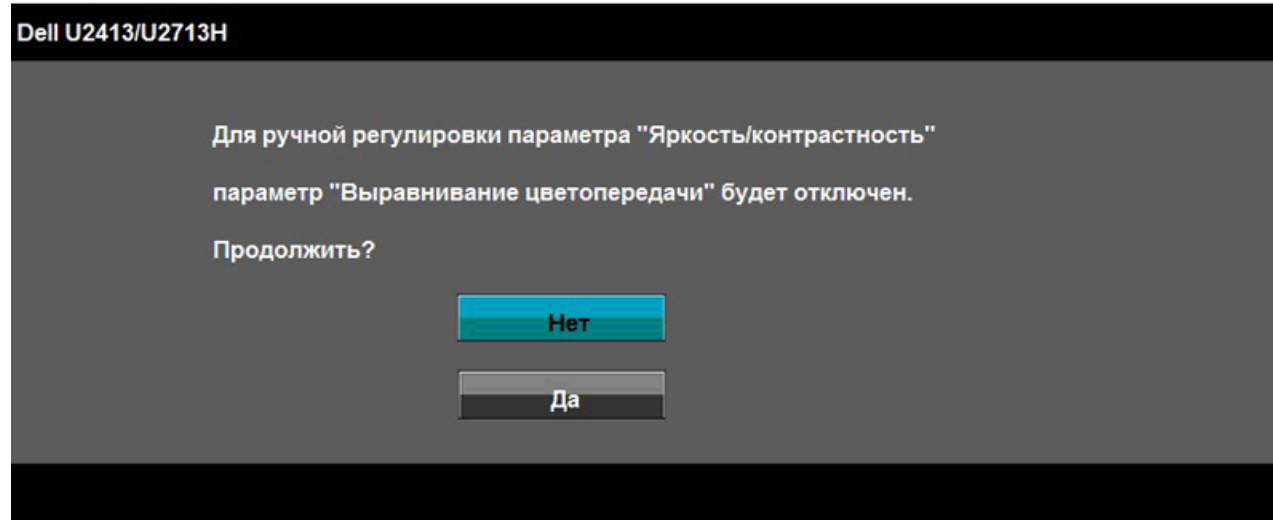 Dell U2413/U2713H
Для ручной регулировки параметра "Яркость/контрастность"
параметр "Выравнивание цветопередачи" будет отключен.
Продолжить?
Нет
Да